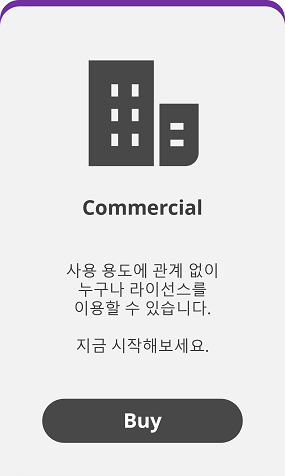 Commercial
사용 용도에 관계 없이
누구나 라이선스를
이용할 수 있습니다.
지금 시작해보세요.
Buy